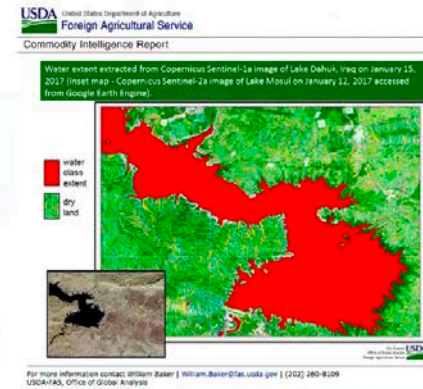 USDA United States Department of Agriculture
Foreign Agricultural Service
Commodity Intelligence Report
Water extent extracted from Copernicus Sentinel-1a image of Lake Dahuk, Iraq on January 15,
2017 (Inset map - Copernicus Sentinel-2a image of Lake Mosul on January 12, 2017 accessed
from Google Earth Engine).
water
class
extent
dry
land
USDA
For more information contact William Baker | William.Baker@fas.usda.gov | (202) 260-8109
USDA-FAS, Office of Global Analysis